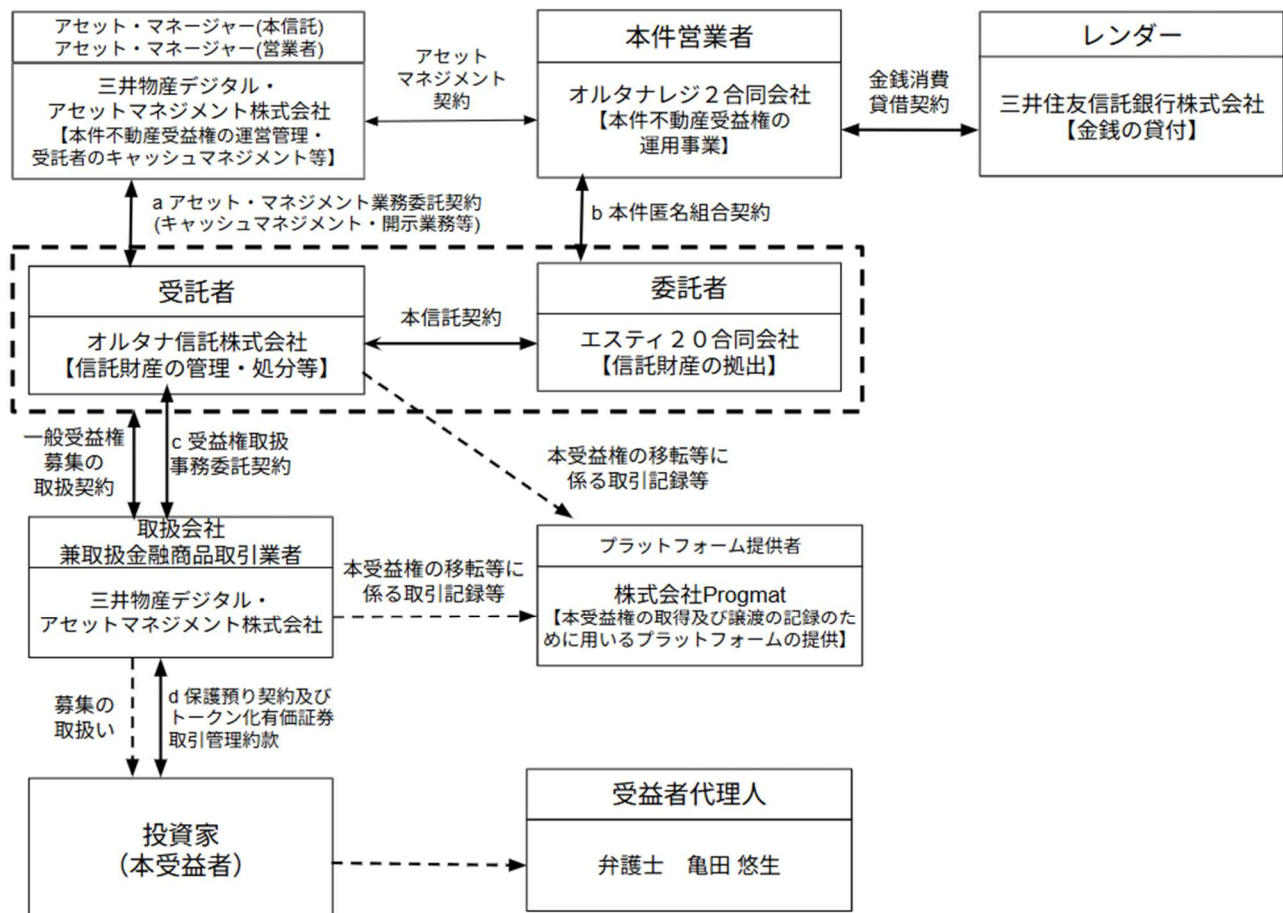 アセット・マネージャー(本信託)
アセット・マネージャー(営業者)
三井物産デジタル・
アセットマネジメント株式会社
【本件不動産受益権の運営管理・
受託者のキャッシュマネジメント等】
アセット
マネジメント
契約
本件営業者
オルタナレジ２合同会社
【本件不動産受益権の
運用事業】
金銭消費
貸借契約
レンダー
三井住友信託銀行株式会社
【金銭の貸付】
a アセット・マネジメント業務委託契約
(キャッシュマネジメント・開示業務等)
b 本件匿名組合契約
受託者
オルタナ信託株式会社
【信託財産の管理・処分等】
本信託契約
委託者
エスティ２０合同会社
【信託財産の拠出】
一般受益権
募集の
取扱契約
c 受益権取扱
事務委託契約
本受益権の移転等に
係る取引記録等
取扱会社
兼取扱金融商品取引業者
三井物産デジタル・
アセットマネジメント株式会社
本受益権の移転等に
係る取引記録等
プラットフォーム提供者
株式会社Progmat
【本受益権の取得及び譲渡の記録のた
めに用いるプラットフォームの提供】
募集の
取扱い
d 保護預り契約及び
トークン化有価証券
取引管理約款
投資家
（本受益者）
受益者代理人
弁護士　亀田 悠生